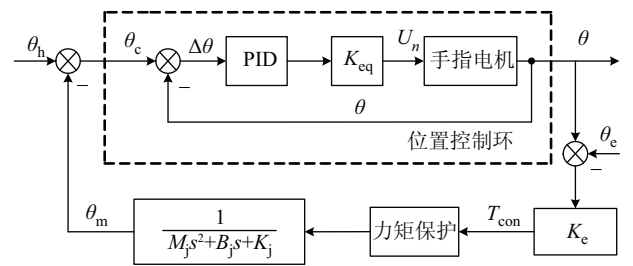 θh
−
θc
−
Δθ
PID
Keq
Un
手指电机
θ
θ
位置控制环
θe
−
θm
1
Mjs²+Bjs+Kj
力矩保护
Tcon
Ke